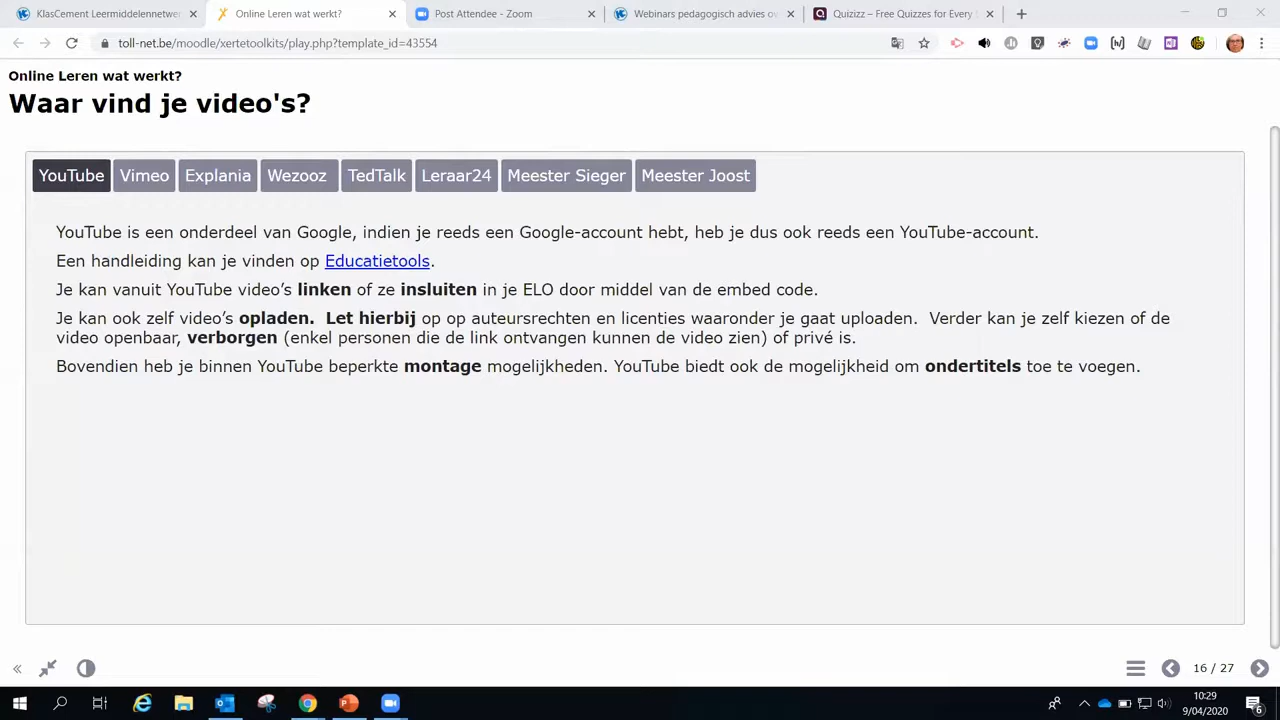 KlasCement Leermiddelennetwer
Online Leren wat werkt?
Post Attendee - Zoom
Webinars pedagogisch advies ov
Quizizz – Free Quizzes for Every S
toll-net.be/moodle/xertetoolkits/play.php?template_id=43554
Online Leren wat werkt?
Waar vind je video's?
YouTube Vimeo Explania Wezooz TedTalk Leraar24 Meester Sieger Meester Joost
YouTube is een onderdeel van Google, indien je reeds een Google-account hebt, heb je dus ook reeds een YouTube-account.
Een handleiding kan je vinden op Educatietools.
Je kan vanuit YouTube video’s linken of ze insluiten in je ELO door middel van de embed code.
Je kan ook zelf video’s opladen. Let hierbij op op auteursrechten en licenties waaronder je gaat uploaden. Verder kan je zelf kiezen of de
video openbaar, verborgen (enkel personen die de link ontvangen kunnen de video zien) of privé is.
Bovendien heb je binnen YouTube beperkte montage mogelijkheden. YouTube biedt ook de mogelijkheid om ondertitels toe te voegen.
16 / 27
10:29
9/04/2020
6